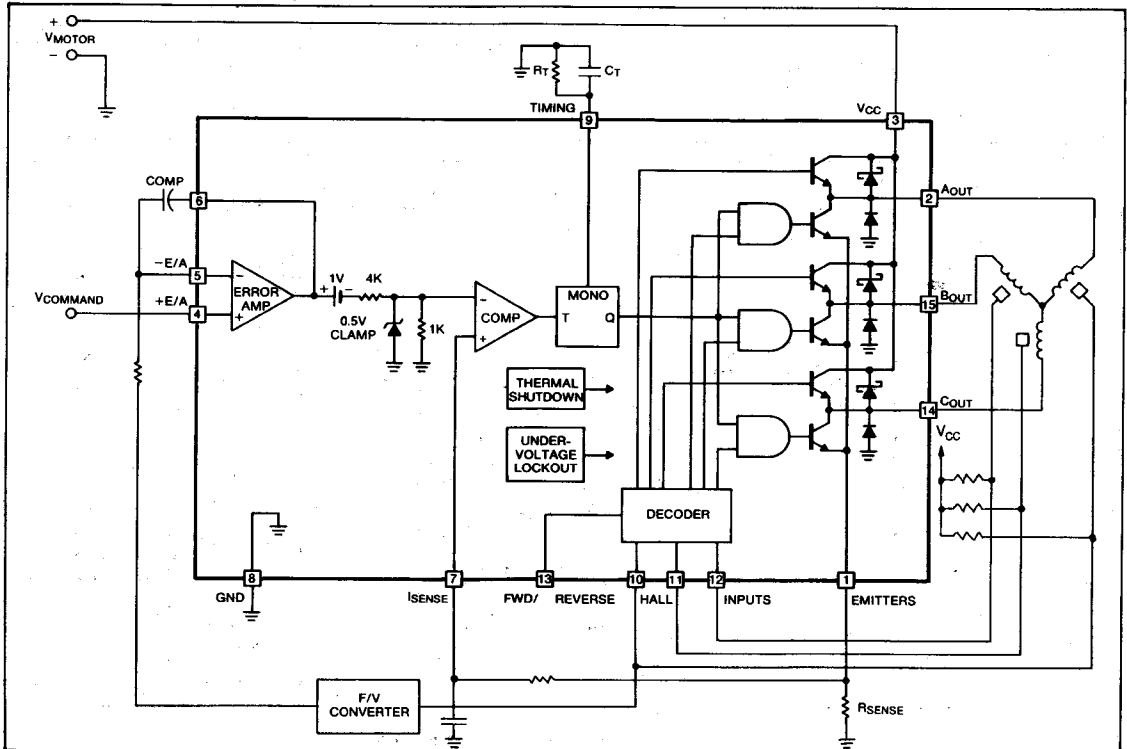 +
VMOTOR
−
RT
CT
TIMING
9
VCC
3
COMP
6
2
AOUT
−E/A
5
−
ERROR AMP
1V
+ −
4K
VCOMMAND
+E/A
4
+
0.5V CLAMP
1K
−
COMP
+
MONO
T Q
15
BOUT
THERMAL SHUTDOWN
14
COUT
UNDER-VOLTAGE LOCKOUT
VCC
DECODER
8
7
13
10
11
12
1
GND
ISENSE
FWD/ REVERSE
HALL INPUTS
EMITTERS
F/V CONVERTER
RSENSE